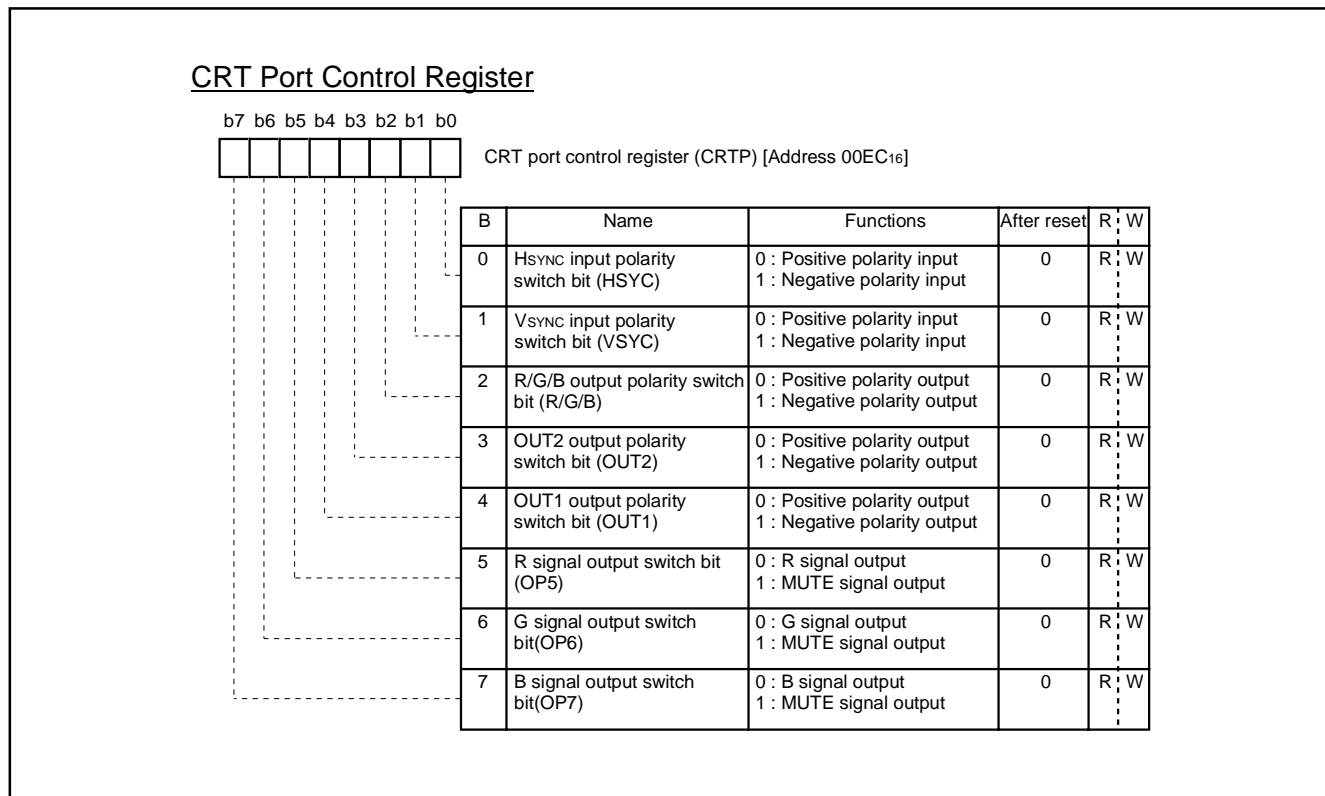 CRT Port Control Register
b7 b6 b5 b4 b3 b2 b1 b0
CRT port control register (CRTP) [Address 00EC16]
B Name Functions After reset R W
0 HSYNC input polarity switch bit (HSYC) 0 : Positive polarity input 1 : Negative polarity input 0 R W
1 VSYNC input polarity switch bit (VSYC) 0 : Positive polarity input 1 : Negative polarity input 0 R W
2 R/G/B output polarity switch bit (R/G/B) 0 : Positive polarity output 1 : Negative polarity output 0 R W
3 OUT2 output polarity switch bit (OUT2) 0 : Positive polarity output 1 : Negative polarity output 0 R W
4 OUT1 output polarity switch bit (OUT1) 0 : Positive polarity output 1 : Negative polarity output 0 R W
5 R signal output switch bit (OP5) 0 : R signal output 1 : MUTE signal output 0 R W
6 G signal output switch bit(OP6) 0 : G signal output 1 : MUTE signal output 0 R W
7 B signal output switch bit(OP7) 0 : B signal output 1 : MUTE signal output 0 R W